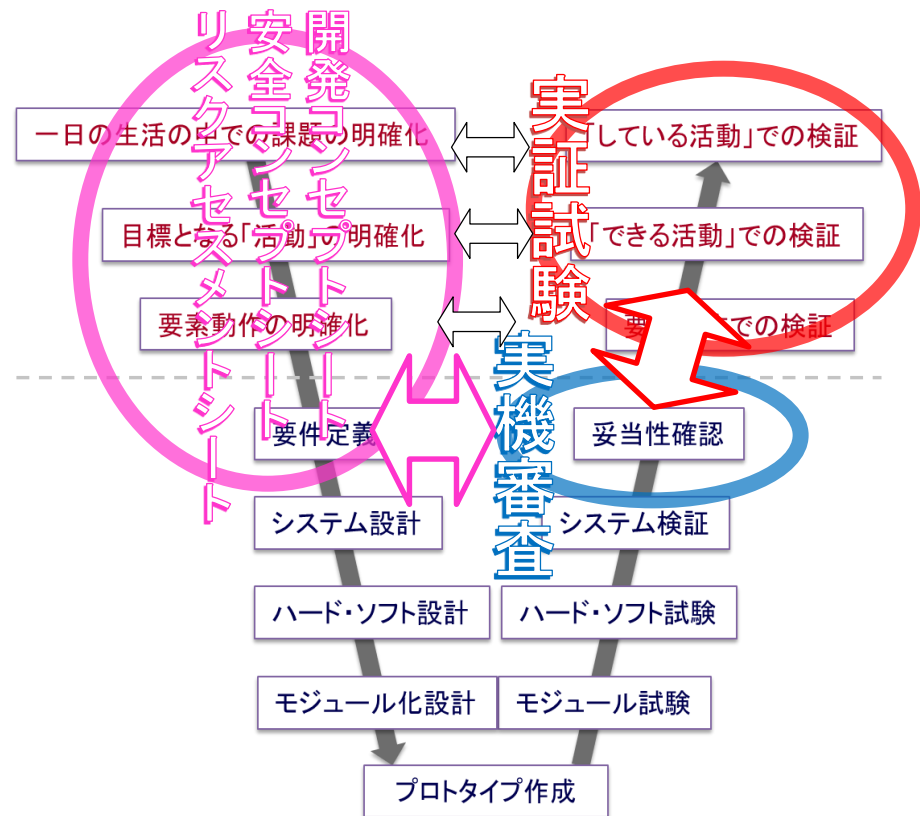 開発コンセプトシート
安全コンセプトシート
リスクアセスメントシート
実証試験
実機審査
一日の生活の中での課題の明確化
「している活動」での検証
目標となる「活動」の明確化
「できる活動」での検証
要素動作の明確化
での検証
要件定義
妥当性確認
システム設計
システム検証
ハード・ソフト設計
ハード・ソフト試験
モジュール化設計
モジュール試験
プロトタイプ作成